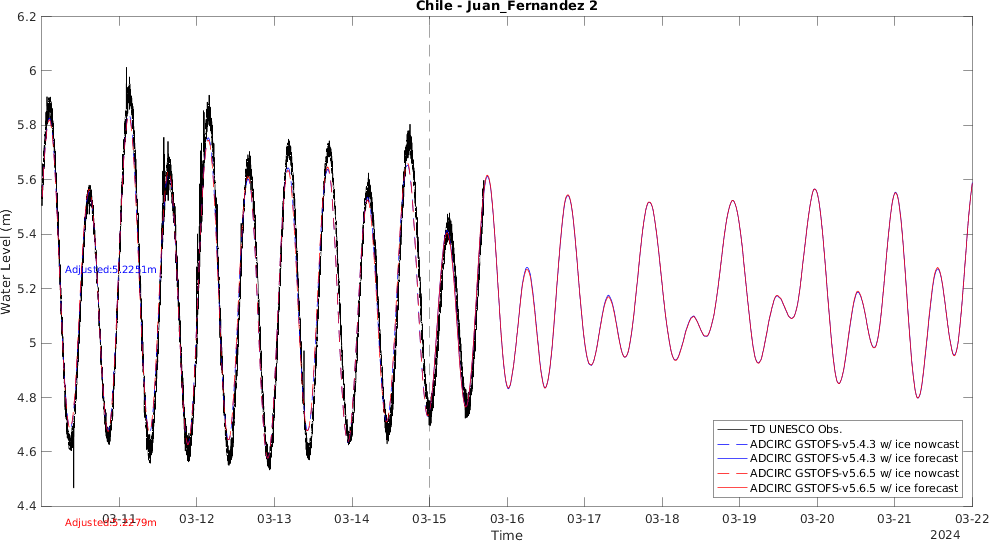 Chile - Juan_Fernandez 2
6.2
6
5.8
5.6
5.4
5.2
5
4.8
4.6
4.4
Water Level (m)
Adjusted:5.2251m
Adjusted:5.2279m
TD UNESCO Obs.
ADCIRC GSTOFS-v5.4.3 w/ ice nowcast
ADCIRC GSTOFS-v5.4.3 w/ ice forecast
ADCIRC GSTOFS-v5.6.5 w/ ice nowcast
ADCIRC GSTOFS-v5.6.5 w/ ice forecast
03-11 03-12 03-13 03-14 03-15 03-16 03-17 03-18 03-19 03-20 03-21 03-22
Time
2024